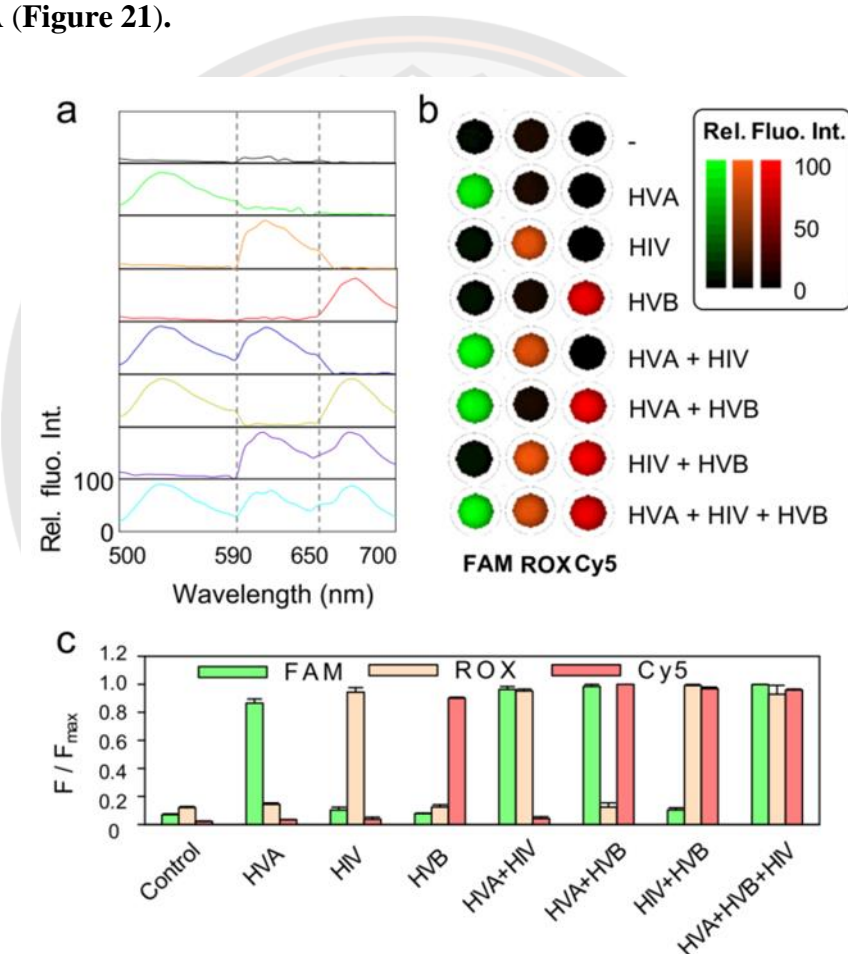 (Figure 21).
a
b
Rel. Fluo. Int.
100
50
0
-
HVA
HIV
HVB
HVA + HIV
HVA + HVB
HIV + HVB
HVA + HIV + HVB
FAM ROX Cy5
Rel. fluo. Int.
100
0
500 590 650 700
Wavelength (nm)
c
FAM ROX Cy5
F / Fmax
1.2
1.0
0.8
0.6
0.4
0.2
0
Control
HVA
HIV
HVB
HVA+HIV
HVA+HVB
HIV+HVB
HVA+HVB+HIV